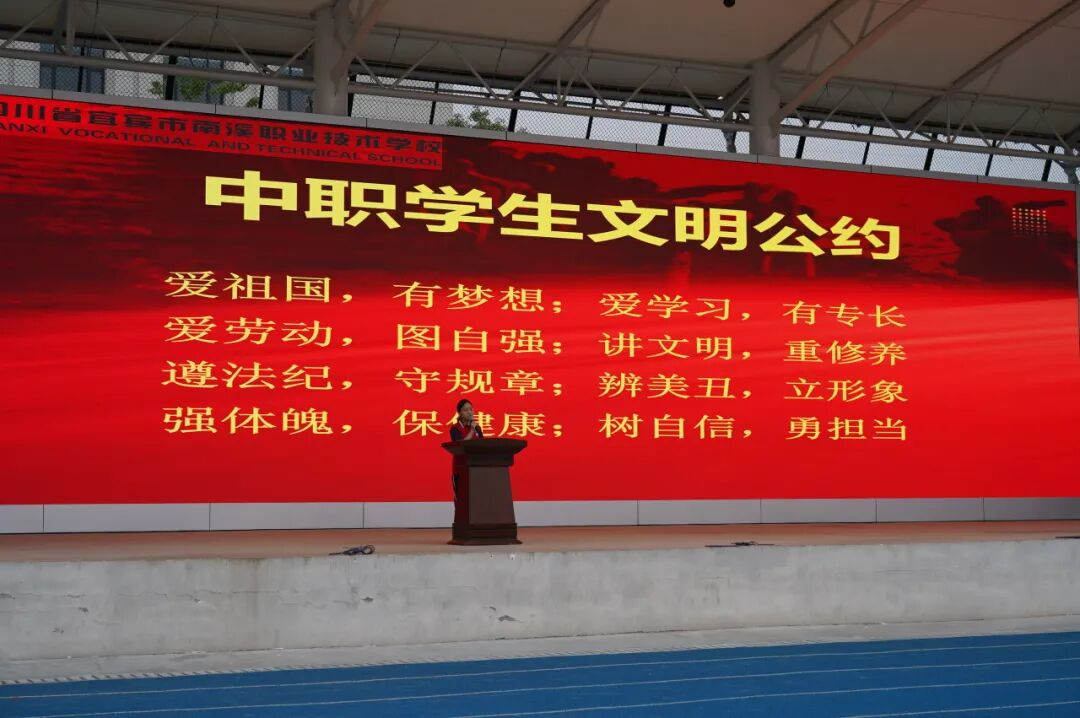 四川省宜宾市南溪职业技术学校
ANXI VOCATIONAL AND TECHNICAL SCHOOL
中职学生文明公约
爱祖国，有梦想；爱学习，有专长
爱劳动，图自强；讲文明，重修养
遵法纪，守规章；辨美丑，立形象
强体魄，保健康；树自信，勇担当